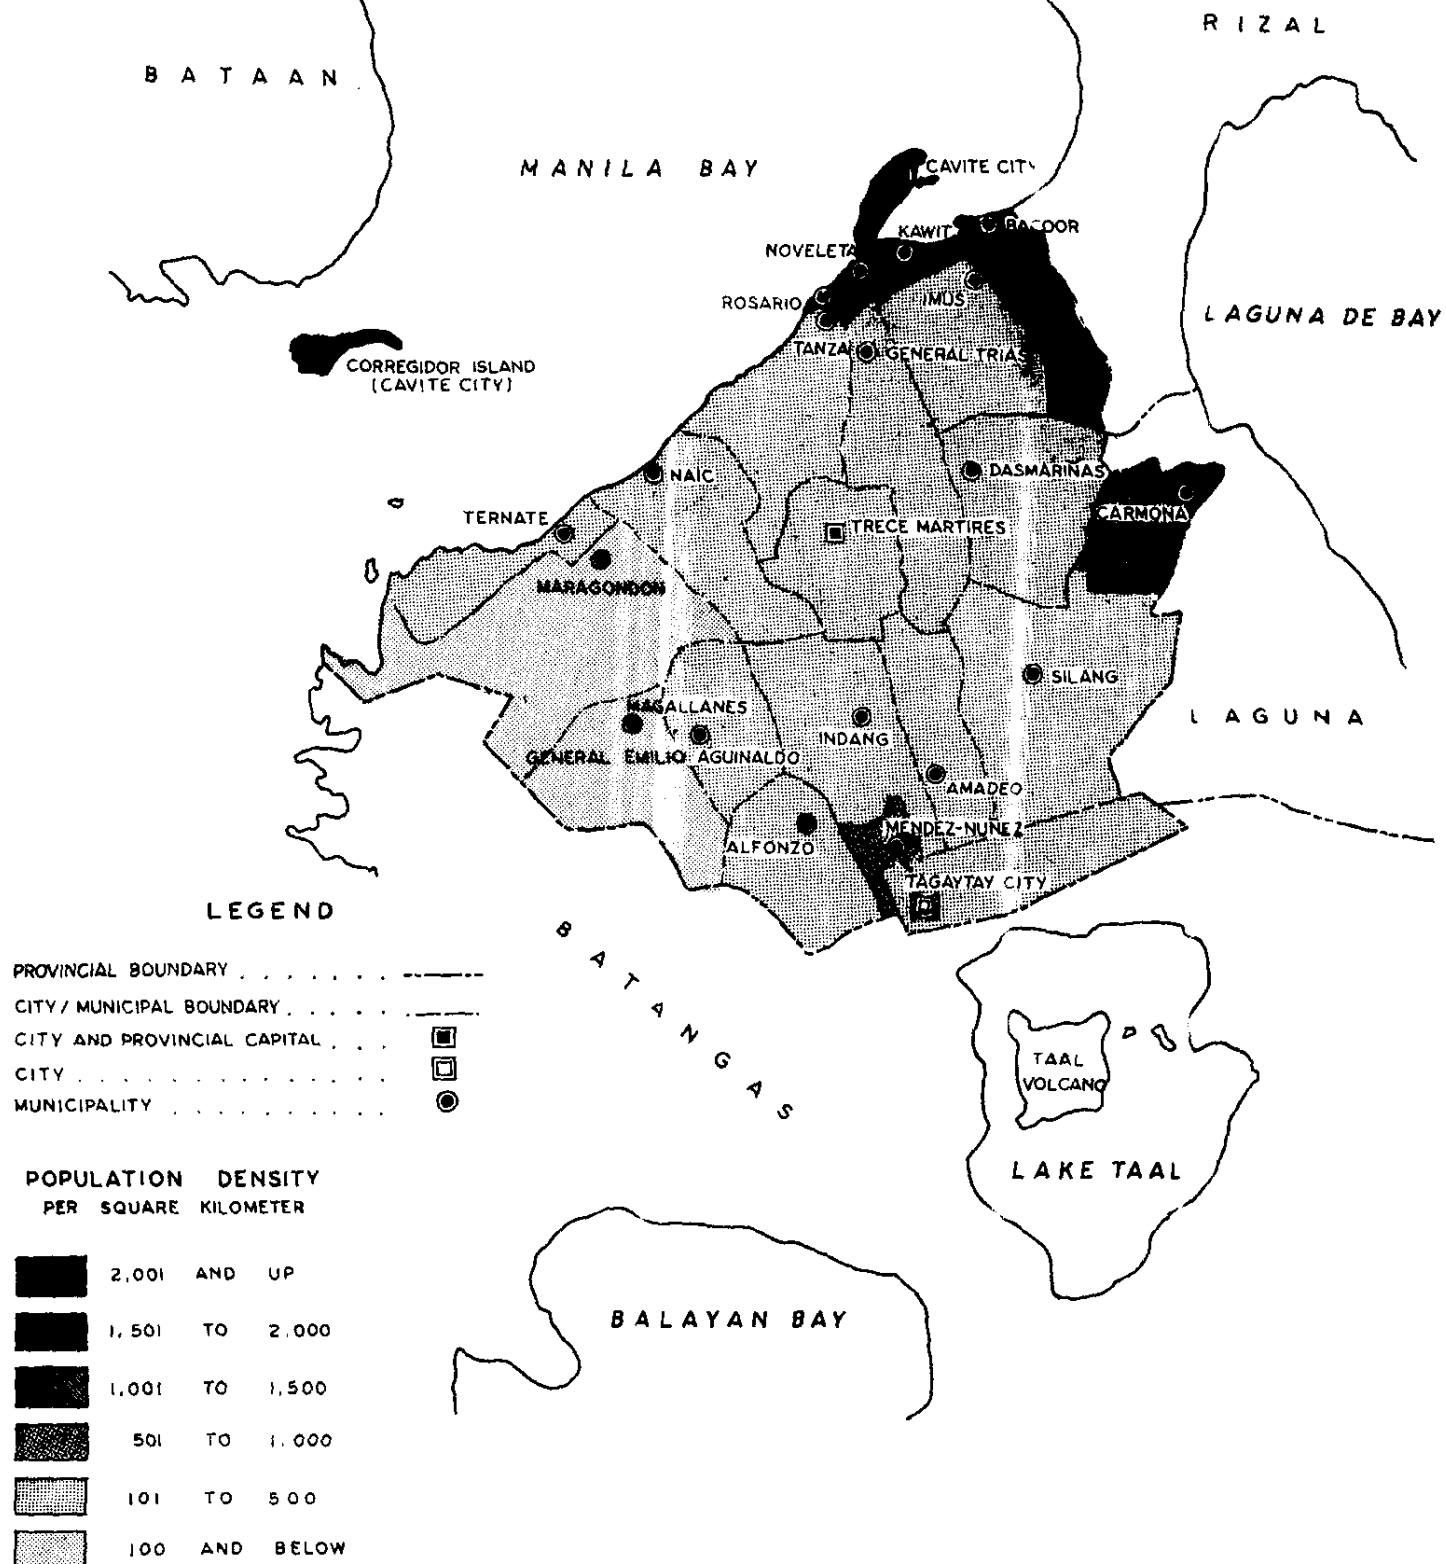 RIZAL
BATAAN
MANILA BAY
CAVITE CITY
KAWIT
BACOOR
NOVELETA
ROSARIO
IMUS
LAGUNA DE BAY
TANZA
GENERAL TRIAS
CORREGIDOR ISLAND
(CAVITE CITY)
NAIC
DASMARINAS
CARMONA
TERNATE
TRECE MARTIRES
MARAGONDON
SILANG
MAGALLANES
LAGUNA
INDANG
GENERAL EMILIO AGUINALDO
AMADEO
MENDEZ-NUÑEZ
ALFONZO
TAGAYTAY CITY
BATANGAS
TAAL
VOLCANO
LAKE TAAL
BALAYAN BAY
LEGEND
PROVINCIAL BOUNDARY . . . . . . .
CITY / MUNICIPAL BOUNDARY . . . . . .
CITY AND PROVINCIAL CAPITAL . . .
CITY . . . . . . . . . . . . .
MUNICIPALITY . . . . . . . . .
POPULATION DENSITY
PER SQUARE KILOMETER
2,001 AND UP
1,501 TO 2,000
1,001 TO 1,500
501 TO 1,000
101 TO 500
100 AND BELOW